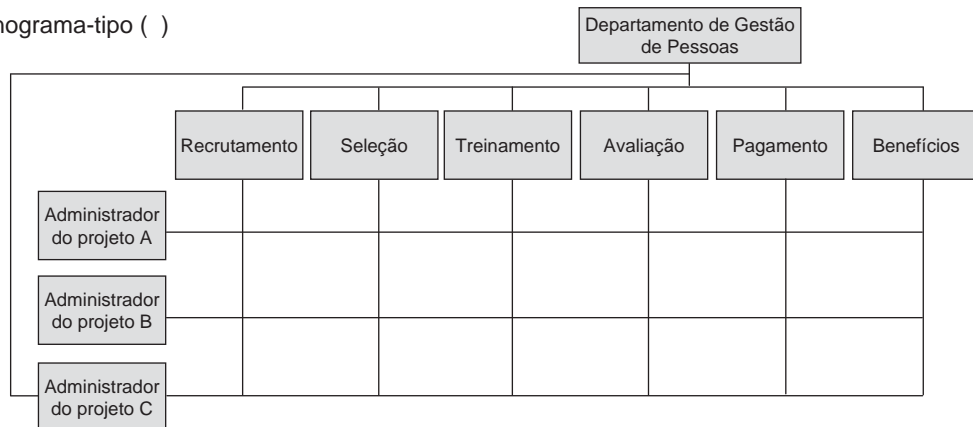 nograma-tipo ( )
Departamento de Gestão
de Pessoas
Recrutamento
Seleção
Treinamento
Avaliação
Pagamento
Benefícios
Administrador
do projeto A
Administrador
do projeto B
Administrador
do projeto C